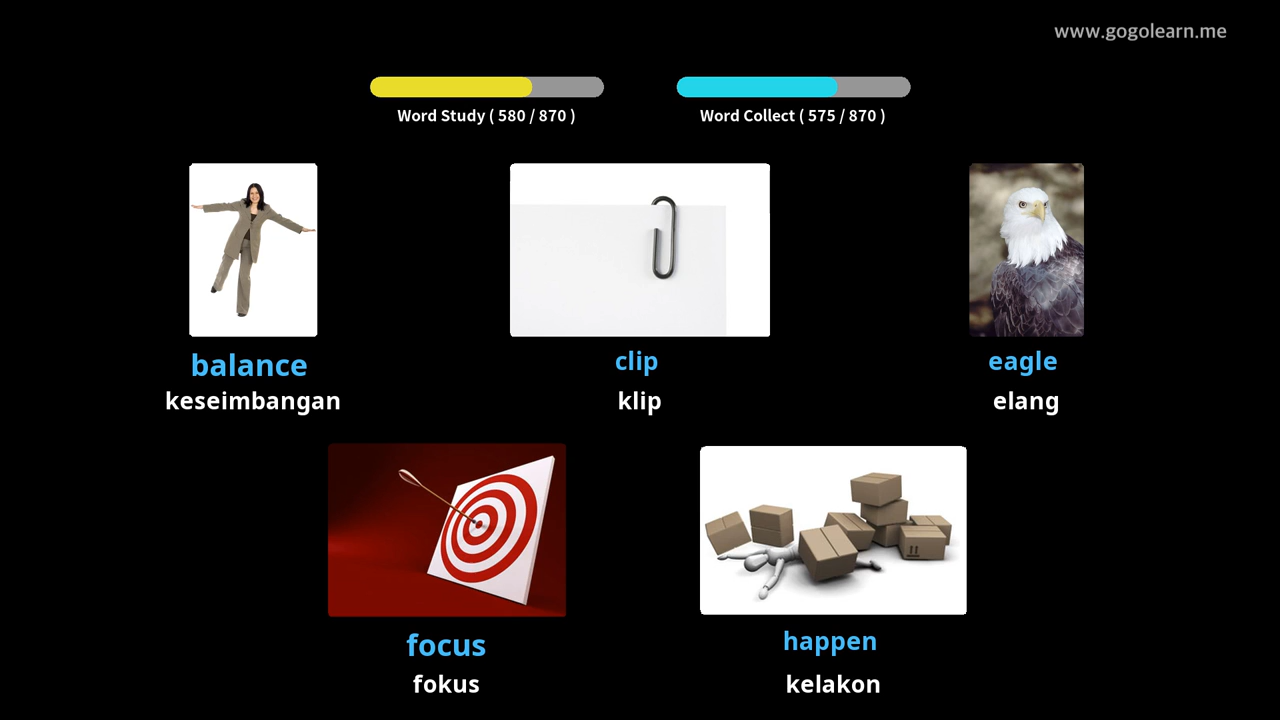 www.gogolearn.me
Word Study ( 580 / 870 )
Word Collect ( 575 / 870 )
balance
keseimbangan
clip
klip
eagle
elang
focus
fokus
happen
kelakon